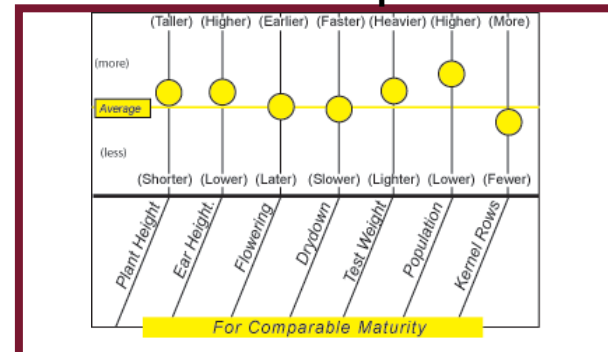 (Taller) (Higher) (Earlier) (Faster) (Heavier) (Higher) (More)
(more)
Average
(less)
(Shorter) (Lower) (Later) (Slower) (Lighter) (Lower) (Fewer)
Plant Height
Ear Height.
Flowering
Drydown
Test Weight
Population
Kernel Rows
For Comparable Maturity